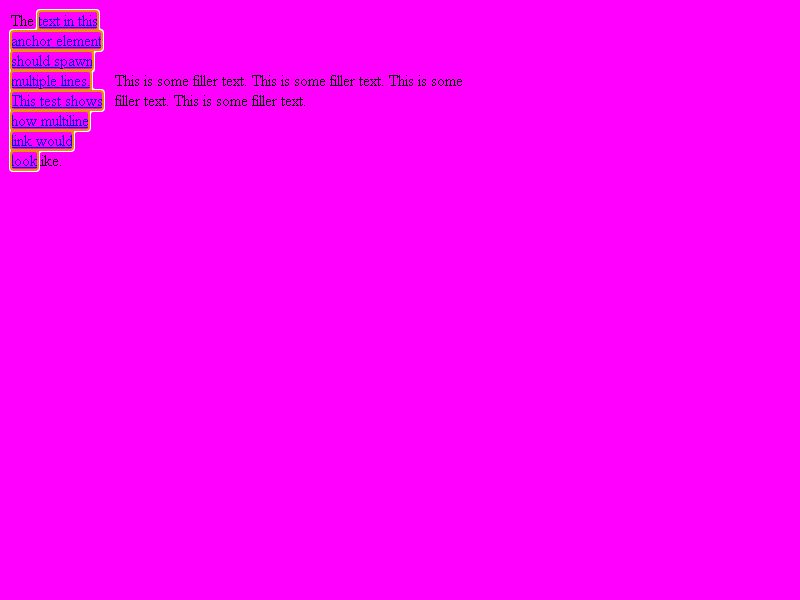 The text in this
anchor element
should spawn
multiple lines.
This test shows
how multiline
link would
look ike.
This is some filler text. This is some filler text. This is some
filler text. This is some filler text.